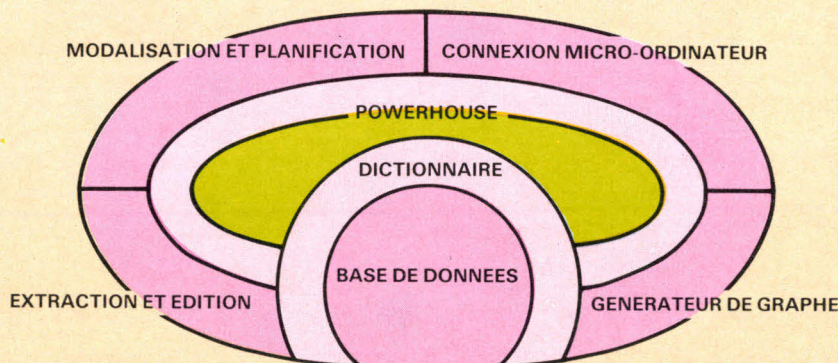 MODALISATION ET PLANIFICATION
CONNEXION MICRO-ORDINATEUR
POWERHOUSE
DICTIONNAIRE
BASE DE DONNEES
EXTRACTION ET EDITION
GENERATEUR DE GRAPHE